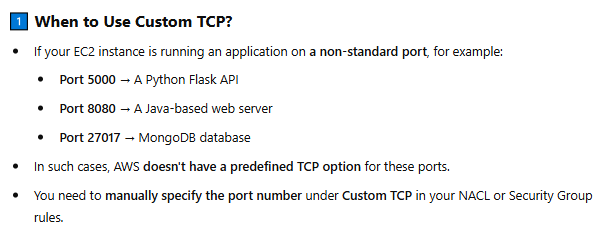 1 When to Use Custom TCP?
• If your EC2 instance is running an application on a non-standard port, for example:
• Port 5000 → A Python Flask API
• Port 8080 → A Java-based web server
• Port 27017 → MongoDB database
• In such cases, AWS doesn't have a predefined TCP option for these ports.
• You need to manually specify the port number under Custom TCP in your NACL or Security Group
rules.